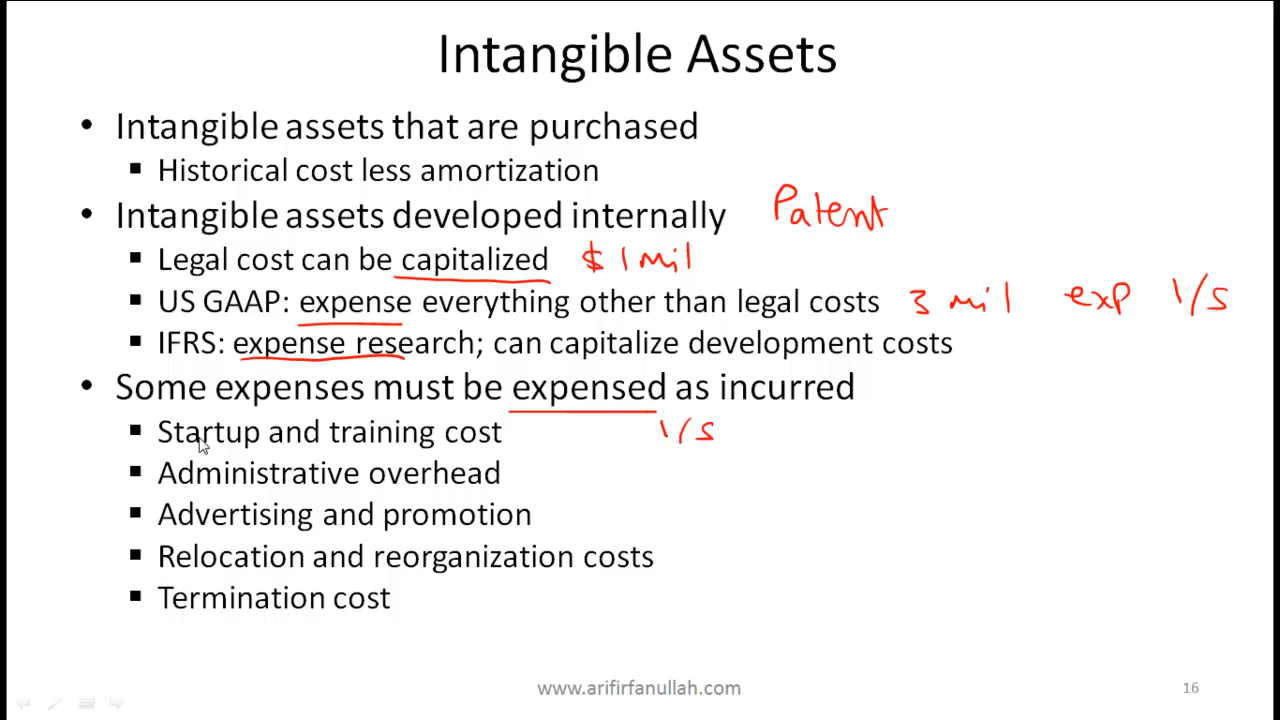 Intangible Assets
• Intangible assets that are purchased
▪ Historical cost less amortization
• Intangible assets developed internally Patent
▪ Legal cost can be capitalized $ 1 mil
▪ US GAAP: expense everything other than legal costs 3 mil exp I/S
▪ IFRS: expense research; can capitalize development costs
• Some expenses must be expensed as incurred
▪ Startup and training cost I/S
▪ Administrative overhead
▪ Advertising and promotion
▪ Relocation and reorganization costs
▪ Termination cost
www.arifirfanullah.com 16